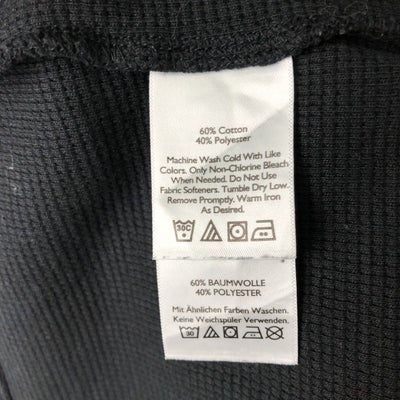 60% Cotton
40% Polyester
Machine Wash Cold With Like
Colors. Only Non-Chlorine Bleach
When Needed. Do Not Use
Fabric Softeners. Tumble Dry Low.
Remove Promptly. Warm Iron
As Desired.
30C
60% BAUMWOLLE
40% POLYESTER
Mit Ähnlichen Farben Waschen.
Keine Weichspüler Verwenden.